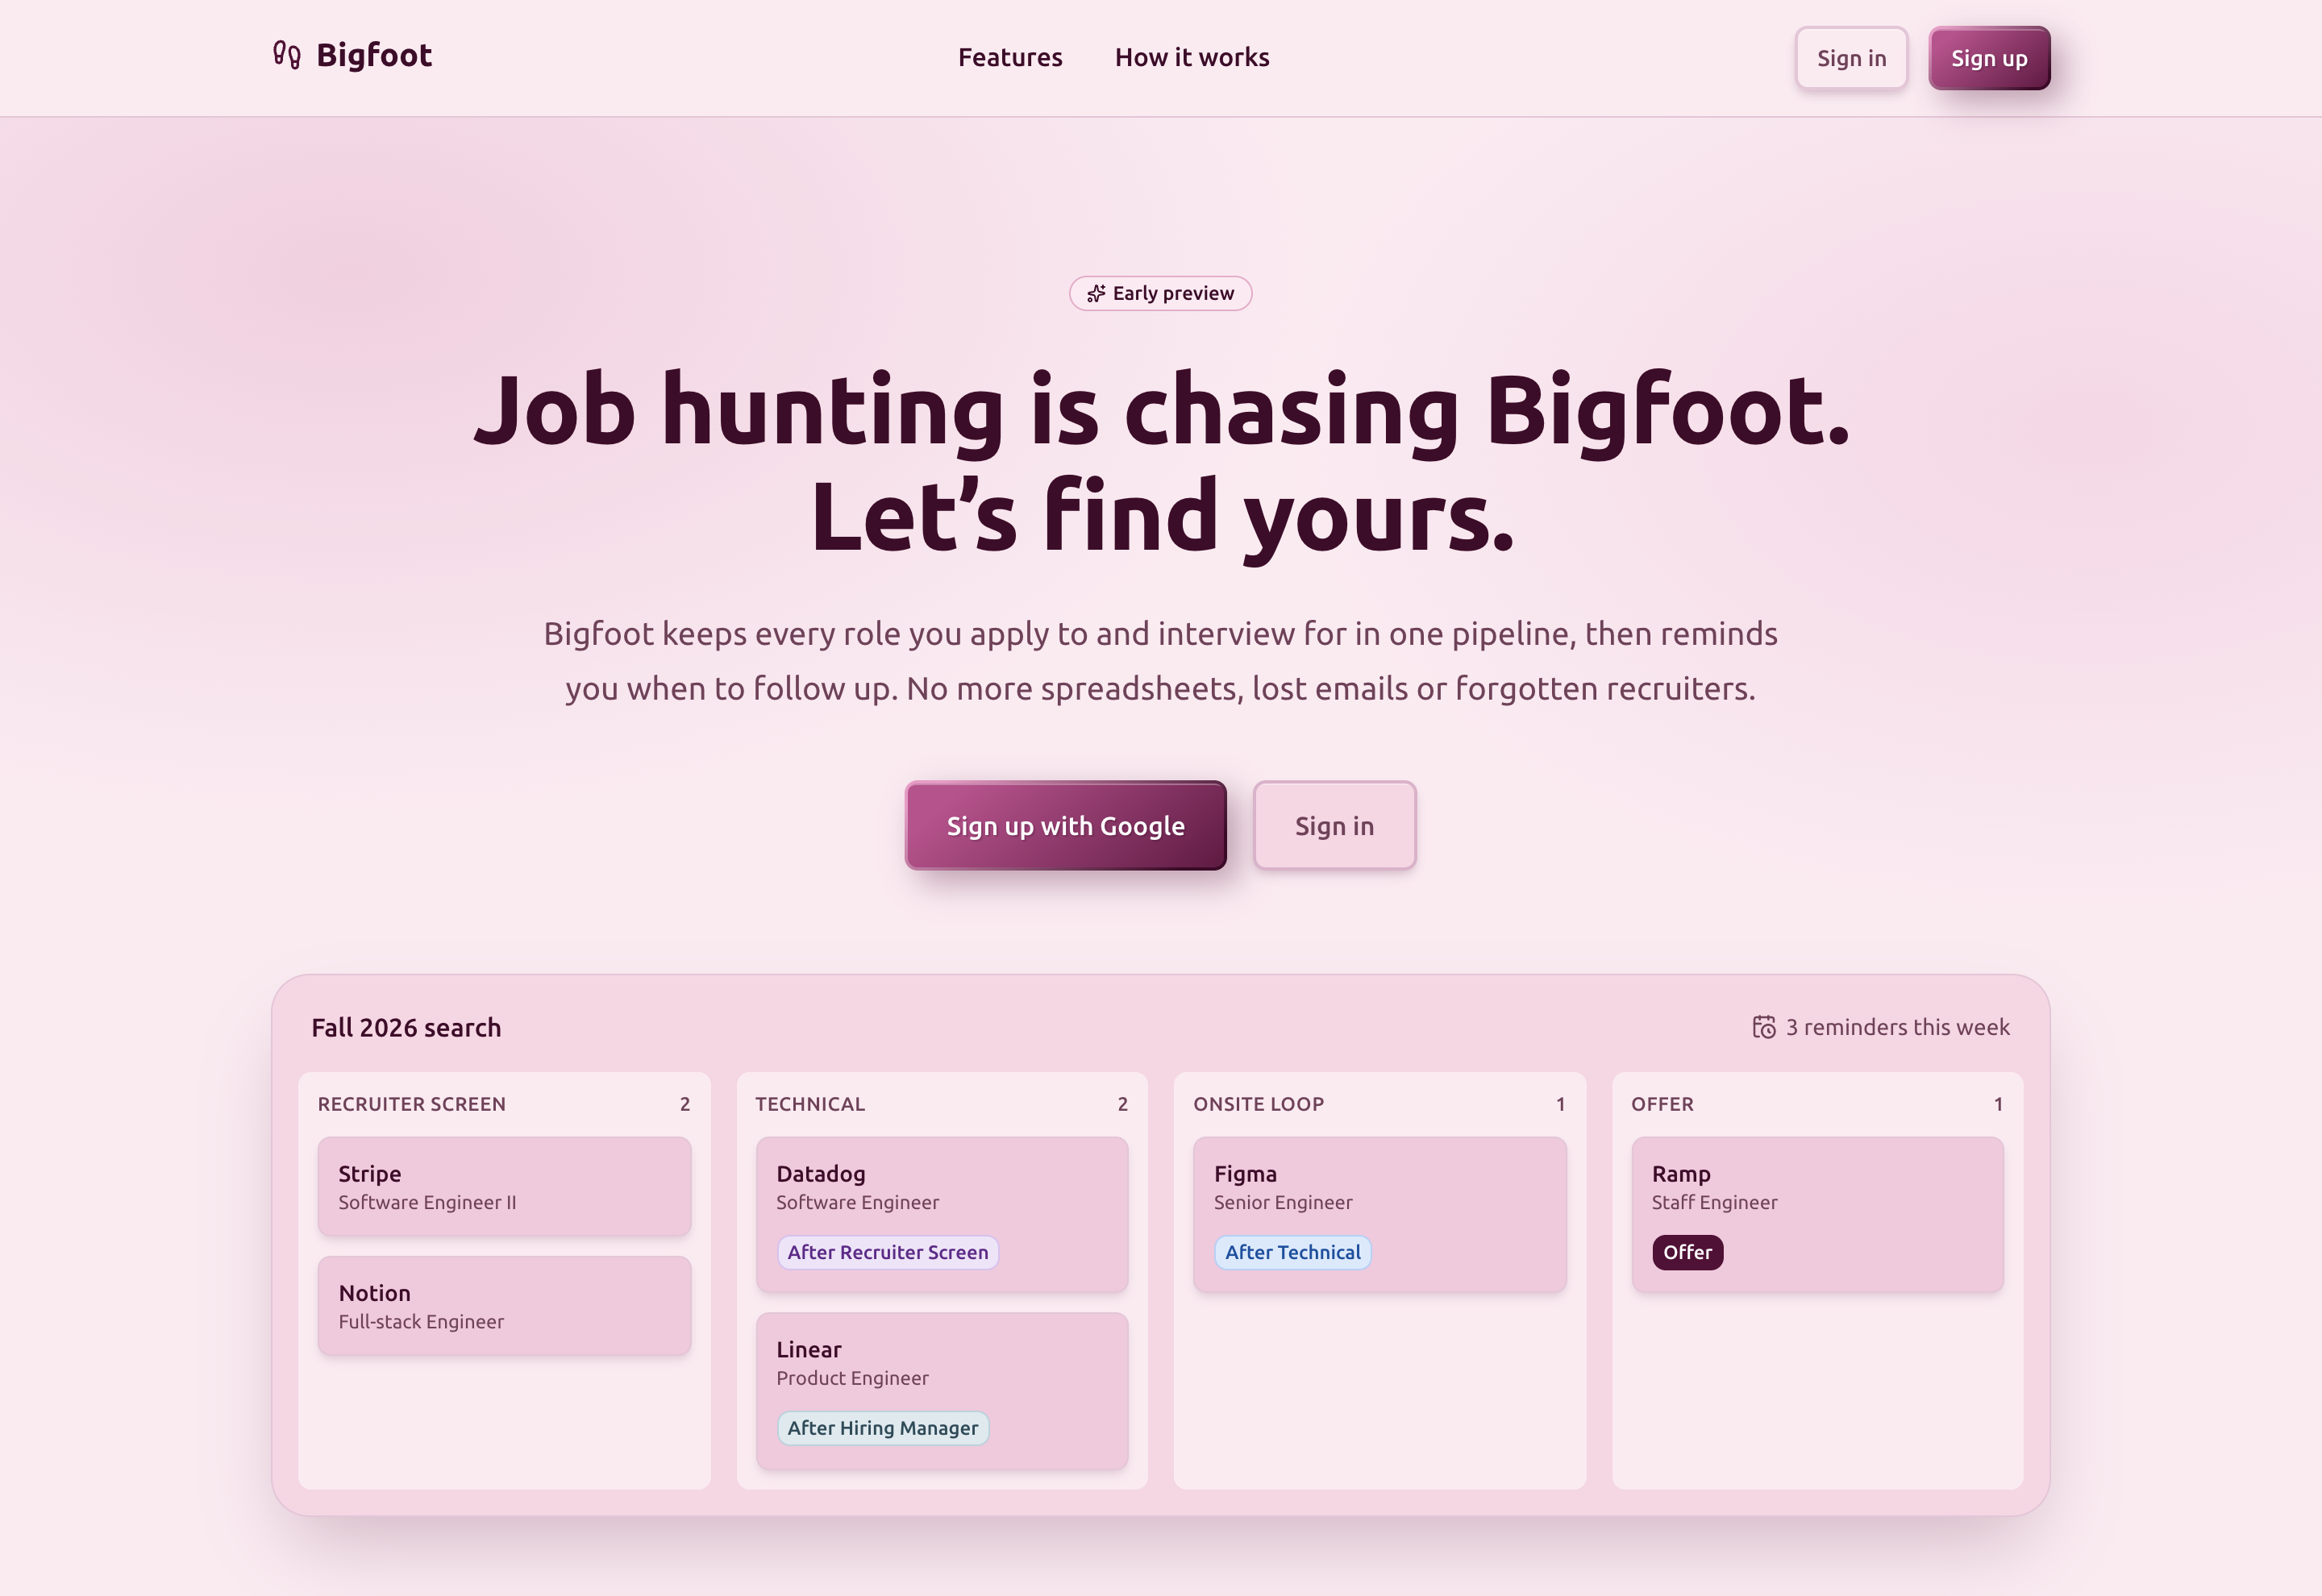 Bigfoot
Features
How it works
Sign in
Sign up
Early preview
Job hunting is chasing Bigfoot.
Let’s find yours.
Bigfoot keeps every role you apply to and interview for in one pipeline, then reminds
you when to follow up. No more spreadsheets, lost emails or forgotten recruiters.
Sign up with Google
Sign in
Fall 2026 search
3 reminders this week
RECRUITER SCREEN 2
Stripe
Software Engineer II
Notion
Full-stack Engineer
TECHNICAL 2
Datadog
Software Engineer
After Recruiter Screen
Linear
Product Engineer
After Hiring Manager
ONSITE LOOP 1
Figma
Senior Engineer
After Technical
OFFER 1
Ramp
Staff Engineer
Offer